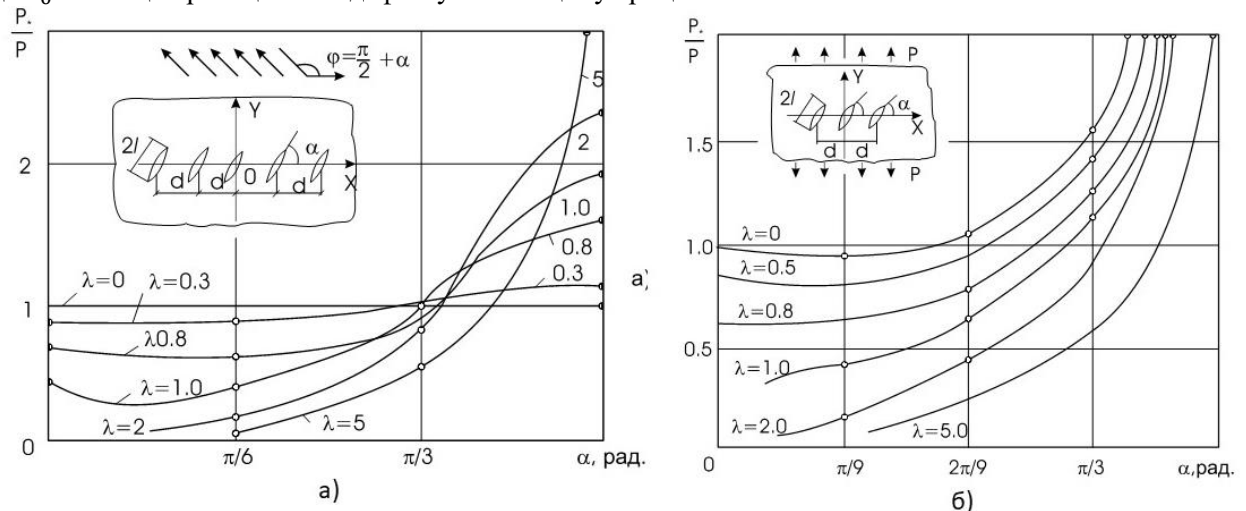 P*
P
φ=π/2 + α
Y
2l
α
d d 0 d
X
2
1
0
5
2
1.0
0.8
0.3
λ=0
λ=0.3
λ0.8
λ=1.0
λ=2
λ=5
π/6
π/3
α, рад.
а)
а)
P*
P
1.5
1.0
0.5
0
P
Y
2l
α
X
d d
P
λ=0
λ=0.5
λ=0.8
λ=1.0
λ=2.0
λ=5.0
π/9
2π/9
π/3
α,рад.
б)